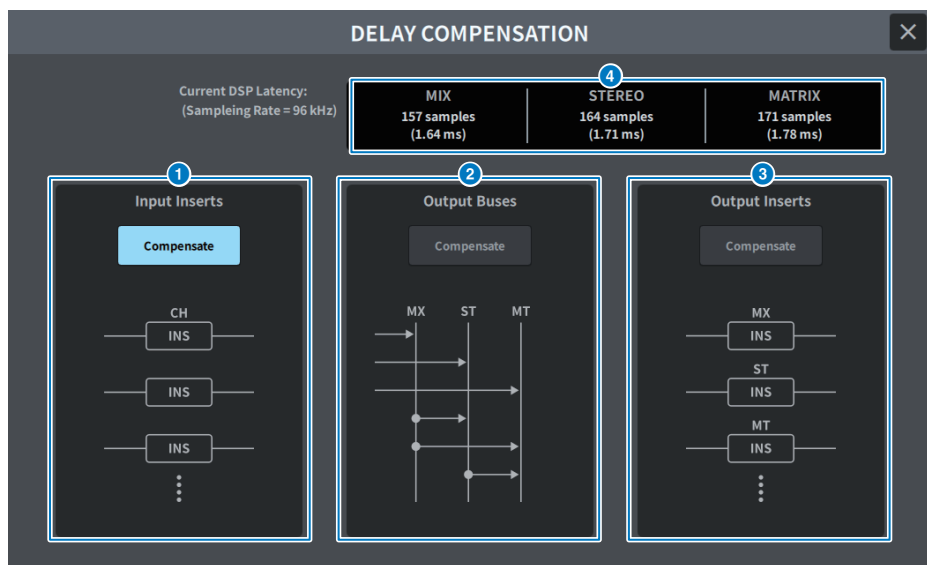 DELAY COMPENSATION
×
Current DSP Latency:
(Sampleing Rate = 96 kHz)
4
MIX
157 samples
(1.64 ms)
STEREO
164 samples
(1.71 ms)
MATRIX
171 samples
(1.78 ms)
1
Input Inserts
Compensate
CH
INS
INS
INS
2
Output Buses
Compensate
MX ST MT
3
Output Inserts
Compensate
MX
INS
ST
INS
MT
INS